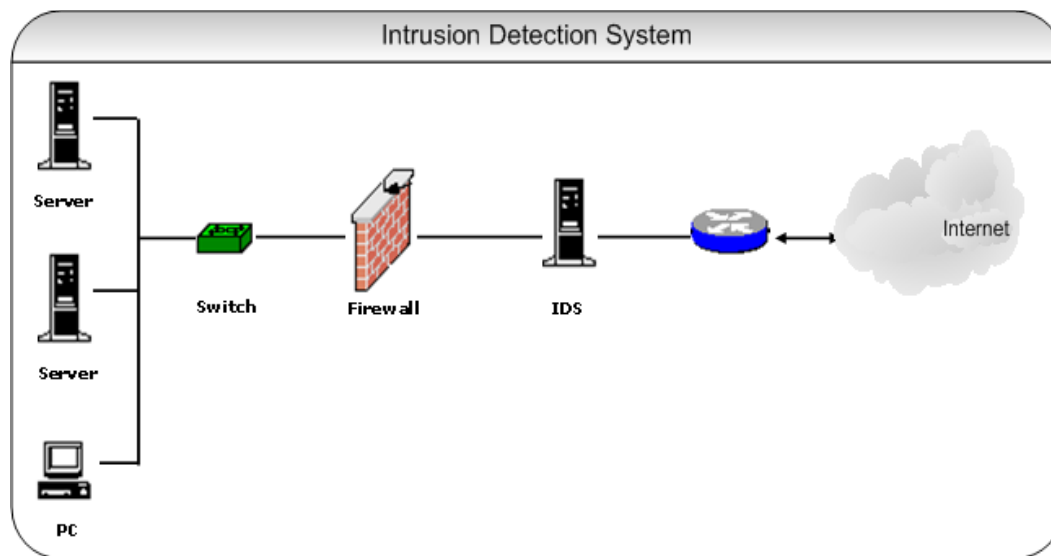 Intrusion Detection System
Server
Internet
Switch
Firewall
IDS
Server
PC